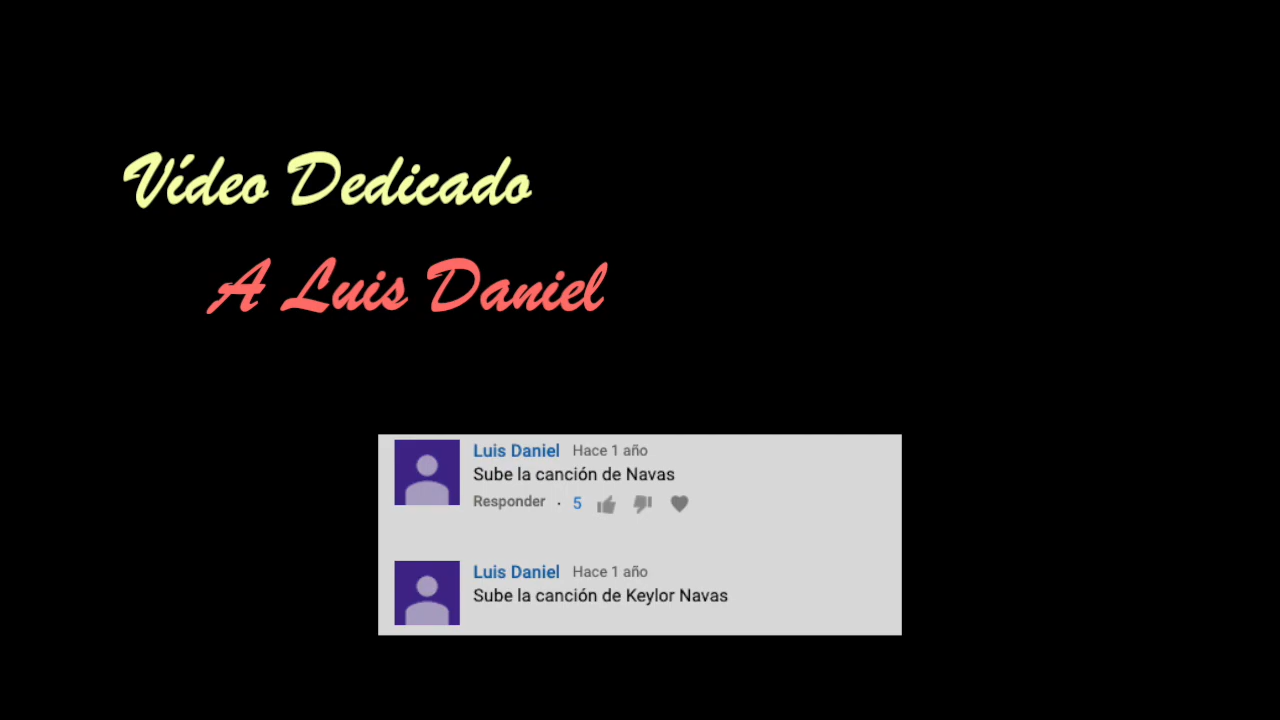 Vídeo Dedicado
A Luis Daniel
Luis Daniel Hace 1 año
Sube la canción de Navas
Responder · 5
Luis Daniel Hace 1 año
Sube la canción de Keylor Navas